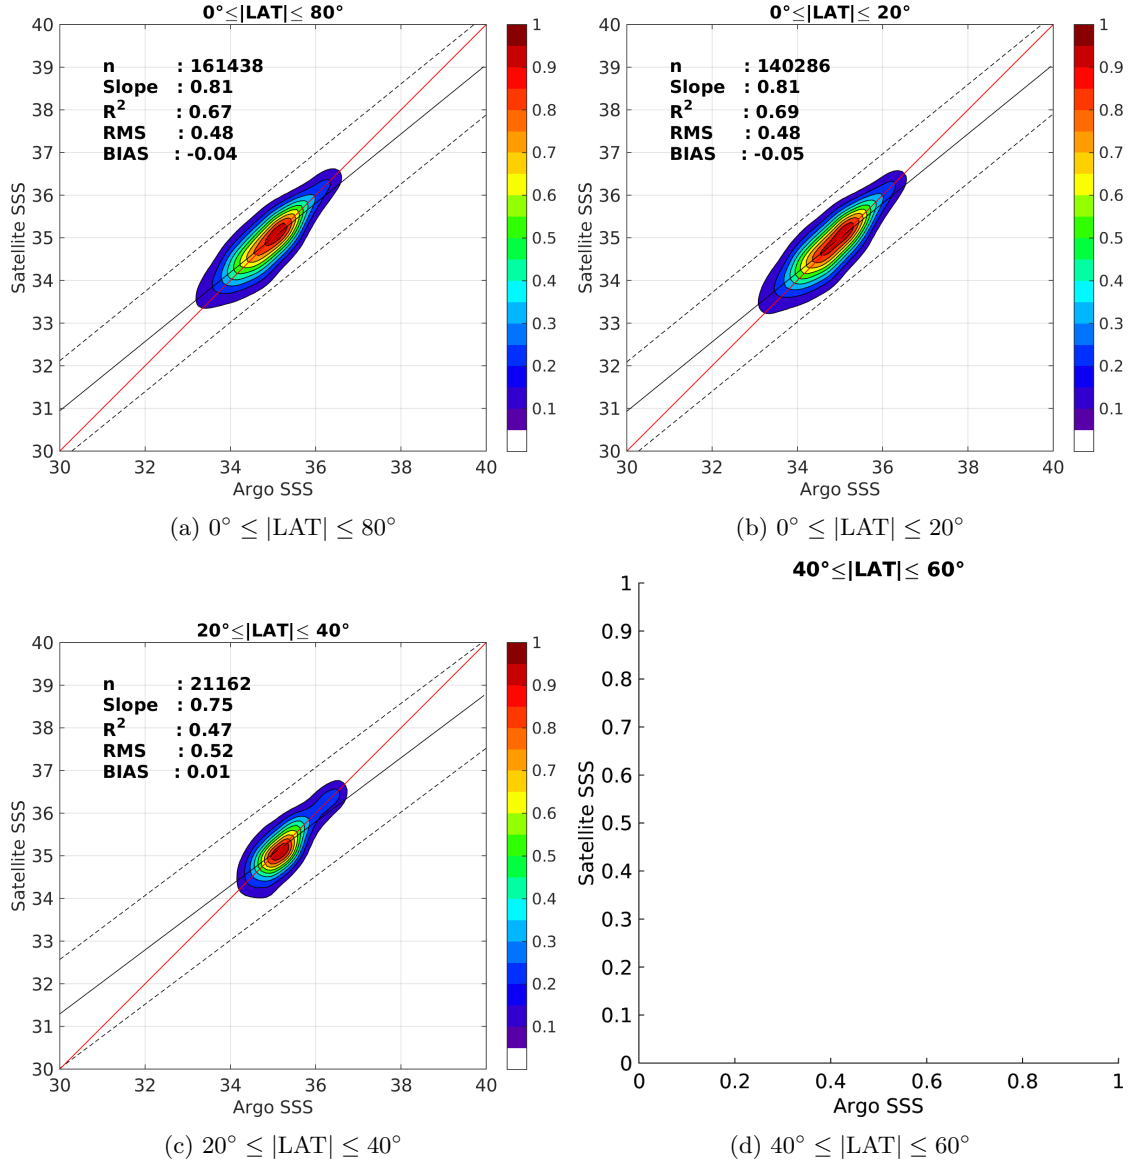 0°≤|LAT|≤ 80°
40
39
38
37
36
35
34
33
32
31
30
n : 161438
Slope : 0.81
R² : 0.67
RMS : 0.48
BIAS : -0.04
Satellite SSS
30 32 34 36 38 40
Argo SSS
1
0.9
0.8
0.7
0.6
0.5
0.4
0.3
0.2
0.1
(a) 0° ≤ |LAT| ≤ 80°
0°≤|LAT|≤ 20°
40
39
38
37
36
35
34
33
32
31
30
n : 140286
Slope : 0.81
R² : 0.69
RMS : 0.48
BIAS : -0.05
Satellite SSS
30 32 34 36 38 40
Argo SSS
1
0.9
0.8
0.7
0.6
0.5
0.4
0.3
0.2
0.1
(b) 0° ≤ |LAT| ≤ 20°
20°≤|LAT|≤ 40°
40
39
38
37
36
35
34
33
32
31
30
n : 21162
Slope : 0.75
R² : 0.47
RMS : 0.52
BIAS : 0.01
Satellite SSS
30 32 34 36 38 40
Argo SSS
1
0.9
0.8
0.7
0.6
0.5
0.4
0.3
0.2
0.1
(c) 20° ≤ |LAT| ≤ 40°
40°≤|LAT|≤ 60°
1
0.9
0.8
0.7
0.6
0.5
0.4
0.3
0.2
0.1
0
Satellite SSS
0 0.2 0.4 0.6 0.8 1
Argo SSS
(d) 40° ≤ |LAT| ≤ 60°